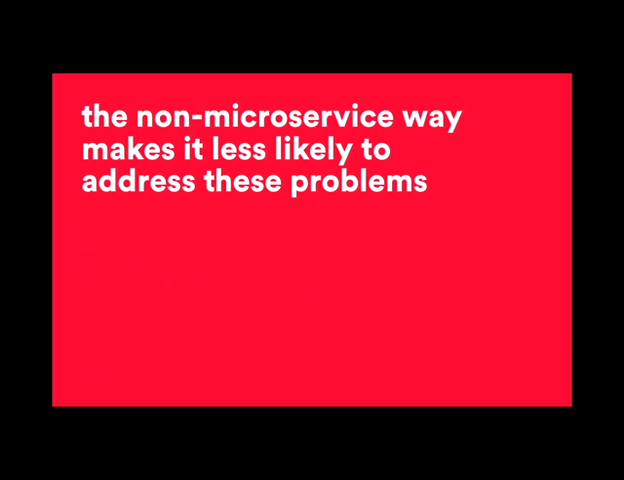 the non-microservice way
makes it less likely to
address these problems